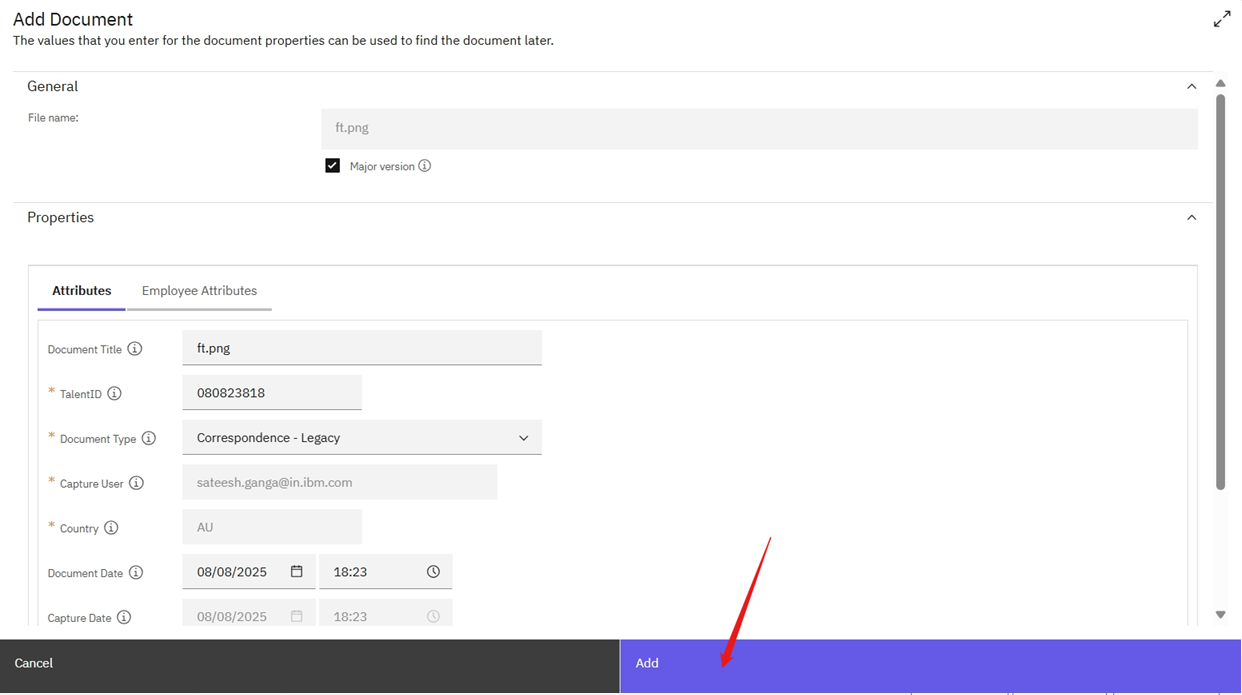 Add Document
The values that you enter for the document properties can be used to find the document later.
General
File name:
ft.png
Major version
Properties
Attributes Employee Attributes
Document Title ft.png
* TalentID 080823818
* Document Type Correspondence - Legacy
* Capture User sateesh.ganga@in.ibm.com
* Country AU
Document Date 08/08/2025 18:23
Capture Date 08/08/2025 18:23
Cancel Add